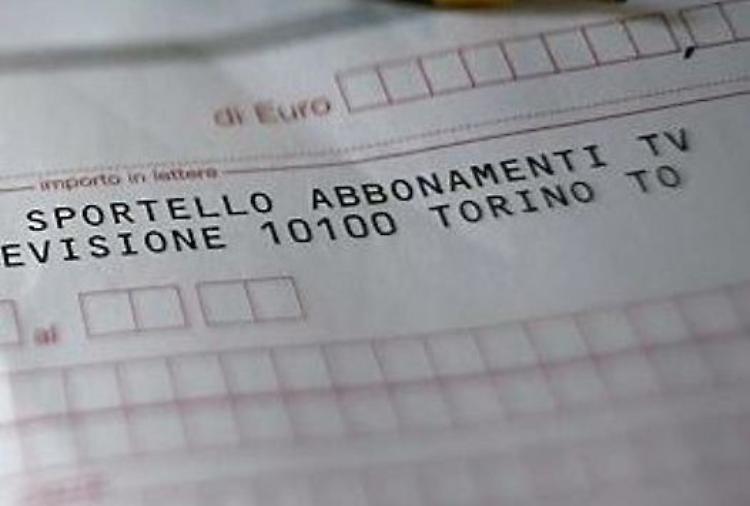 di Euro ,
importo in lettere
SPORTELLO ABBONAMENTI TV
EVISIONE 10100 TORINO TO
al